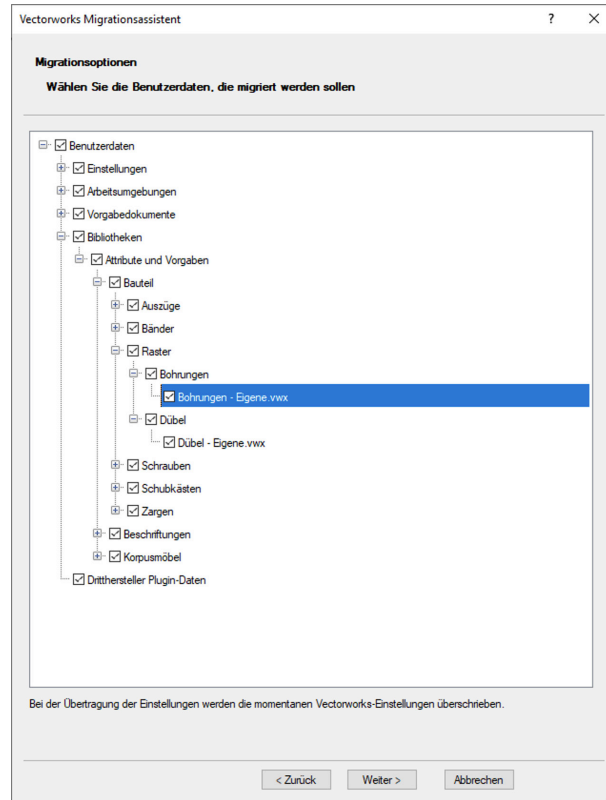 Vectorworks Migrationsassistent ? ×
Migrationsoptionen
Wählen Sie die Benutzerdaten, die migriert werden sollen
Benutzerdaten
Einstellungen
Arbeitsumgebungen
Vorgabedokumente
Bibliotheken
Attribute und Vorgaben
Bauteil
Auszüge
Bänder
Raster
Bohrungen
Bohrungen - Eigene.vwx
Dübel
Dübel - Eigene.vwx
Schrauben
Schubkästen
Zargen
Beschriftungen
Korpusmöbel
Dritthersteller Plugin-Daten
Bei der Übertragung der Einstellungen werden die momentanen Vectorworks-Einstellungen überschrieben.
< Zurück Weiter > Abbrechen